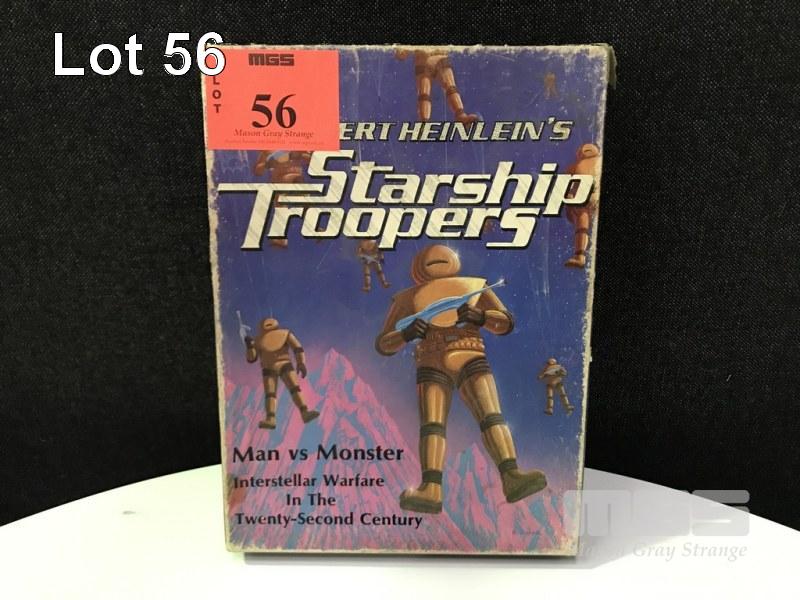 Lot 56
LOT
MGS
56
Mason Gray Strange
ERT HEINLEIN'S
Starship
Troopers
Man vs Monster
Interstellar Warfare
In The
Twenty-Second Century
MGS
Mason Gray Strange